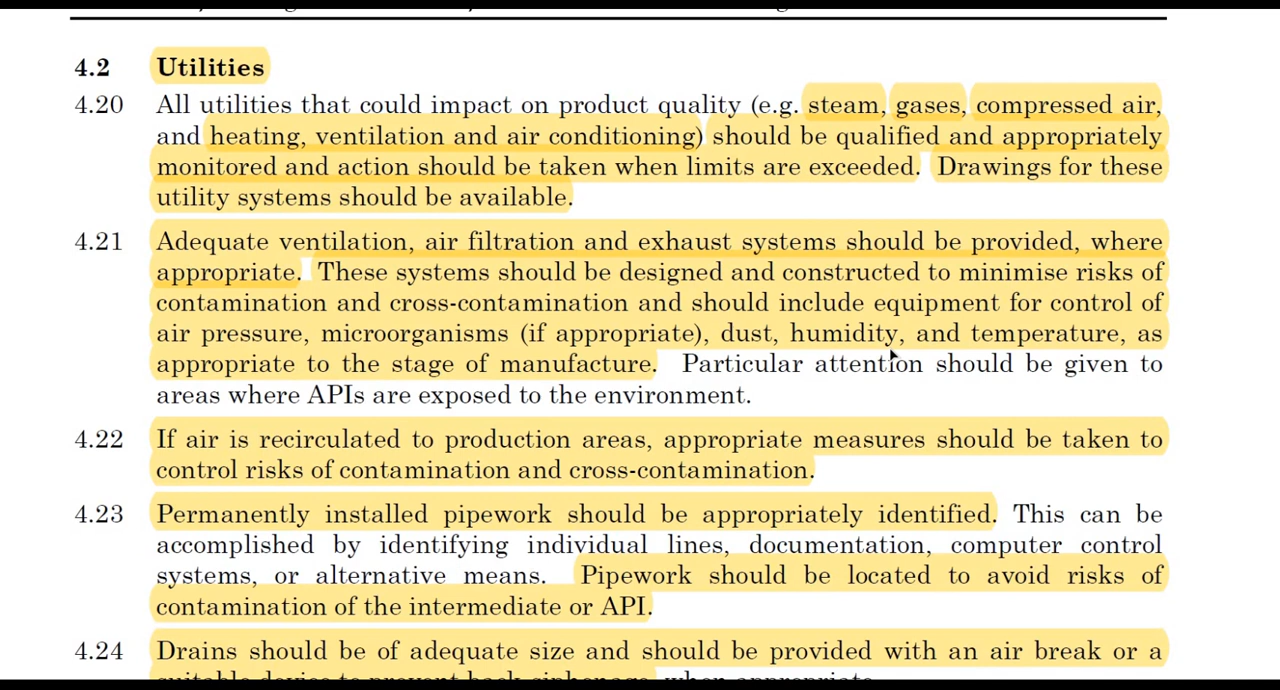 4.2 Utilities
4.20 All utilities that could impact on product quality (e.g. steam, gases, compressed air,
and heating, ventilation and air conditioning) should be qualified and appropriately
monitored and action should be taken when limits are exceeded. Drawings for these
utility systems should be available.
4.21 Adequate ventilation, air filtration and exhaust systems should be provided, where
appropriate. These systems should be designed and constructed to minimise risks of
contamination and cross-contamination and should include equipment for control of
air pressure, microorganisms (if appropriate), dust, humidity, and temperature, as
appropriate to the stage of manufacture. Particular attention should be given to
areas where APIs are exposed to the environment.
4.22 If air is recirculated to production areas, appropriate measures should be taken to
control risks of contamination and cross-contamination.
4.23 Permanently installed pipework should be appropriately identified. This can be
accomplished by identifying individual lines, documentation, computer control
systems, or alternative means. Pipework should be located to avoid risks of
contamination of the intermediate or API.
4.24 Drains should be of adequate size and should be provided with an air break or a
suitable device to prevent back-siphonage, when appropriate.